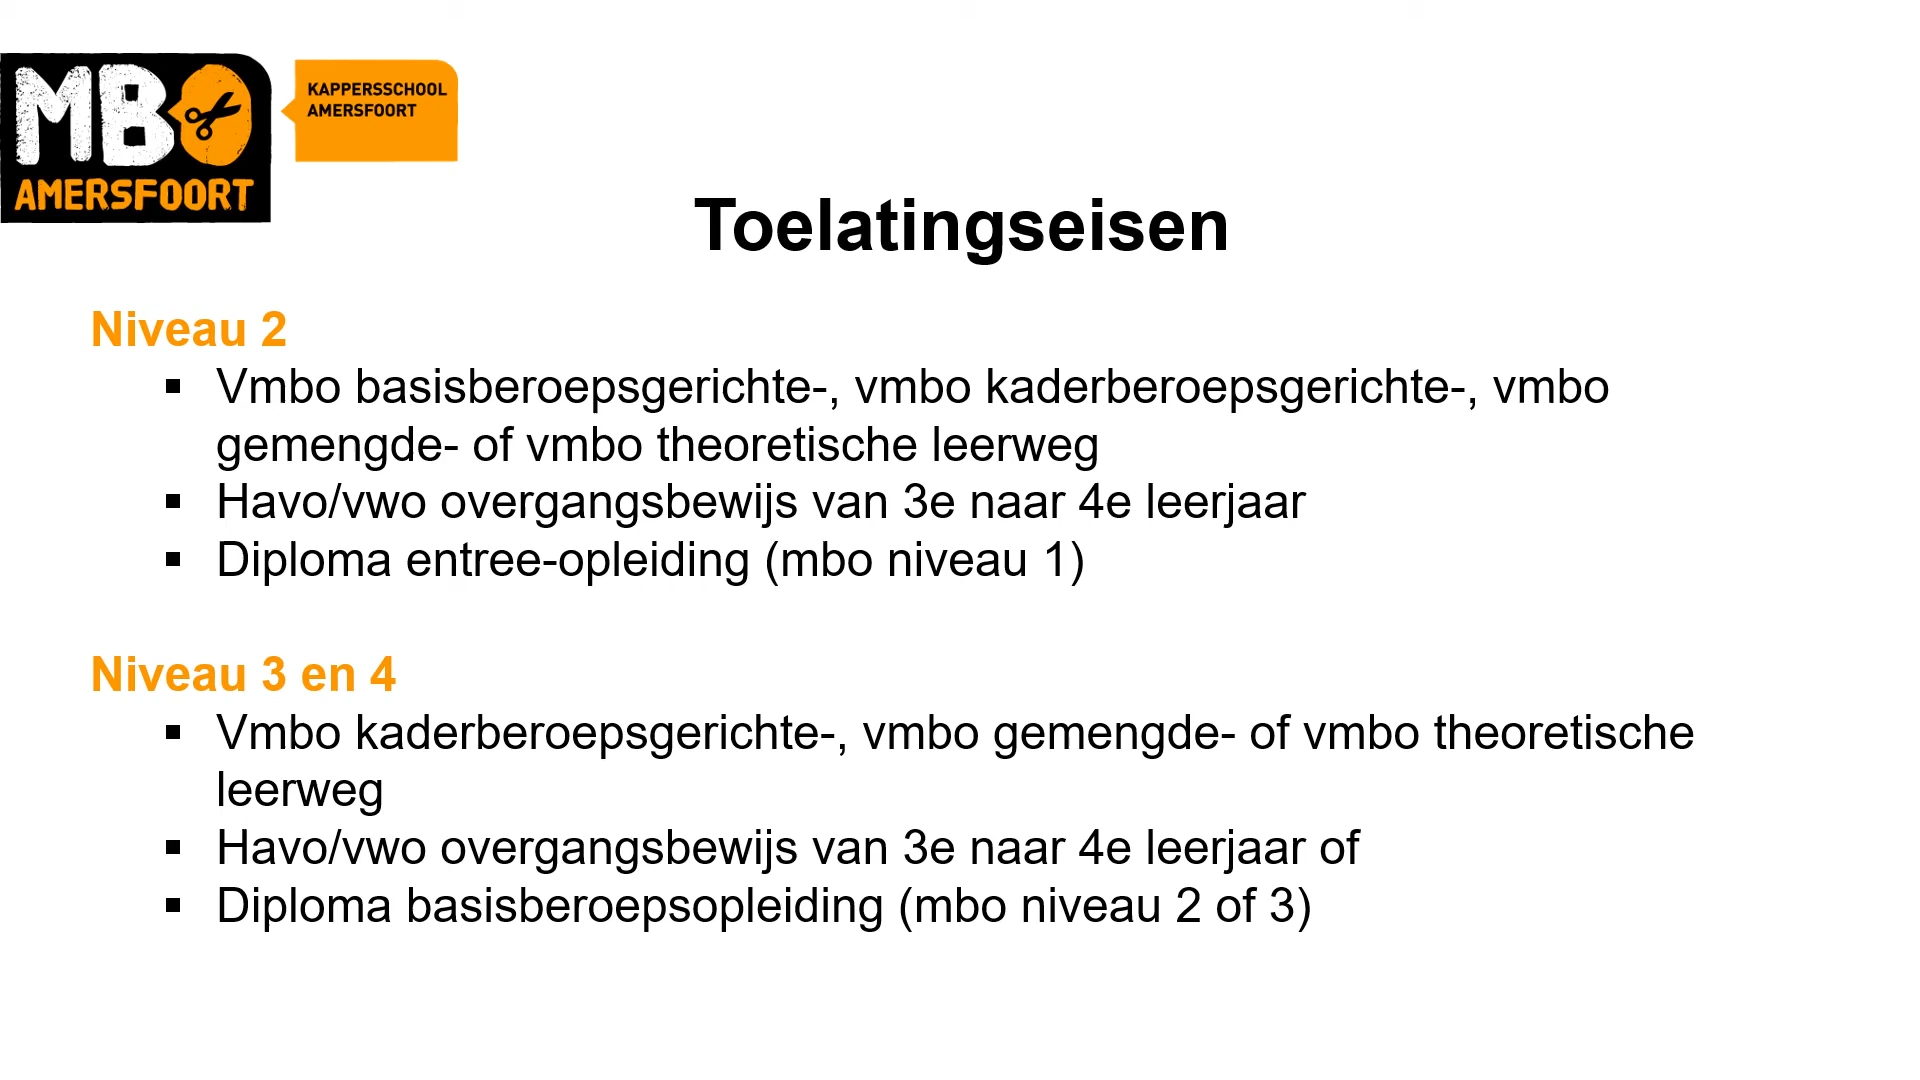 MBO
AMERSFOORT
KAPPERSSCHOOL
AMERSFOORT
Toelatingseisen
Niveau 2
▪ Vmbo basisberoepsgerichte-, vmbo kaderberoepsgerichte-, vmbo
gemengde- of vmbo theoretische leerweg
▪ Havo/vwo overgangsbewijs van 3e naar 4e leerjaar
▪ Diploma entree-opleiding (mbo niveau 1)
Niveau 3 en 4
▪ Vmbo kaderberoepsgerichte-, vmbo gemengde- of vmbo theoretische
leerweg
▪ Havo/vwo overgangsbewijs van 3e naar 4e leerjaar of
▪ Diploma basisberoepsopleiding (mbo niveau 2 of 3)